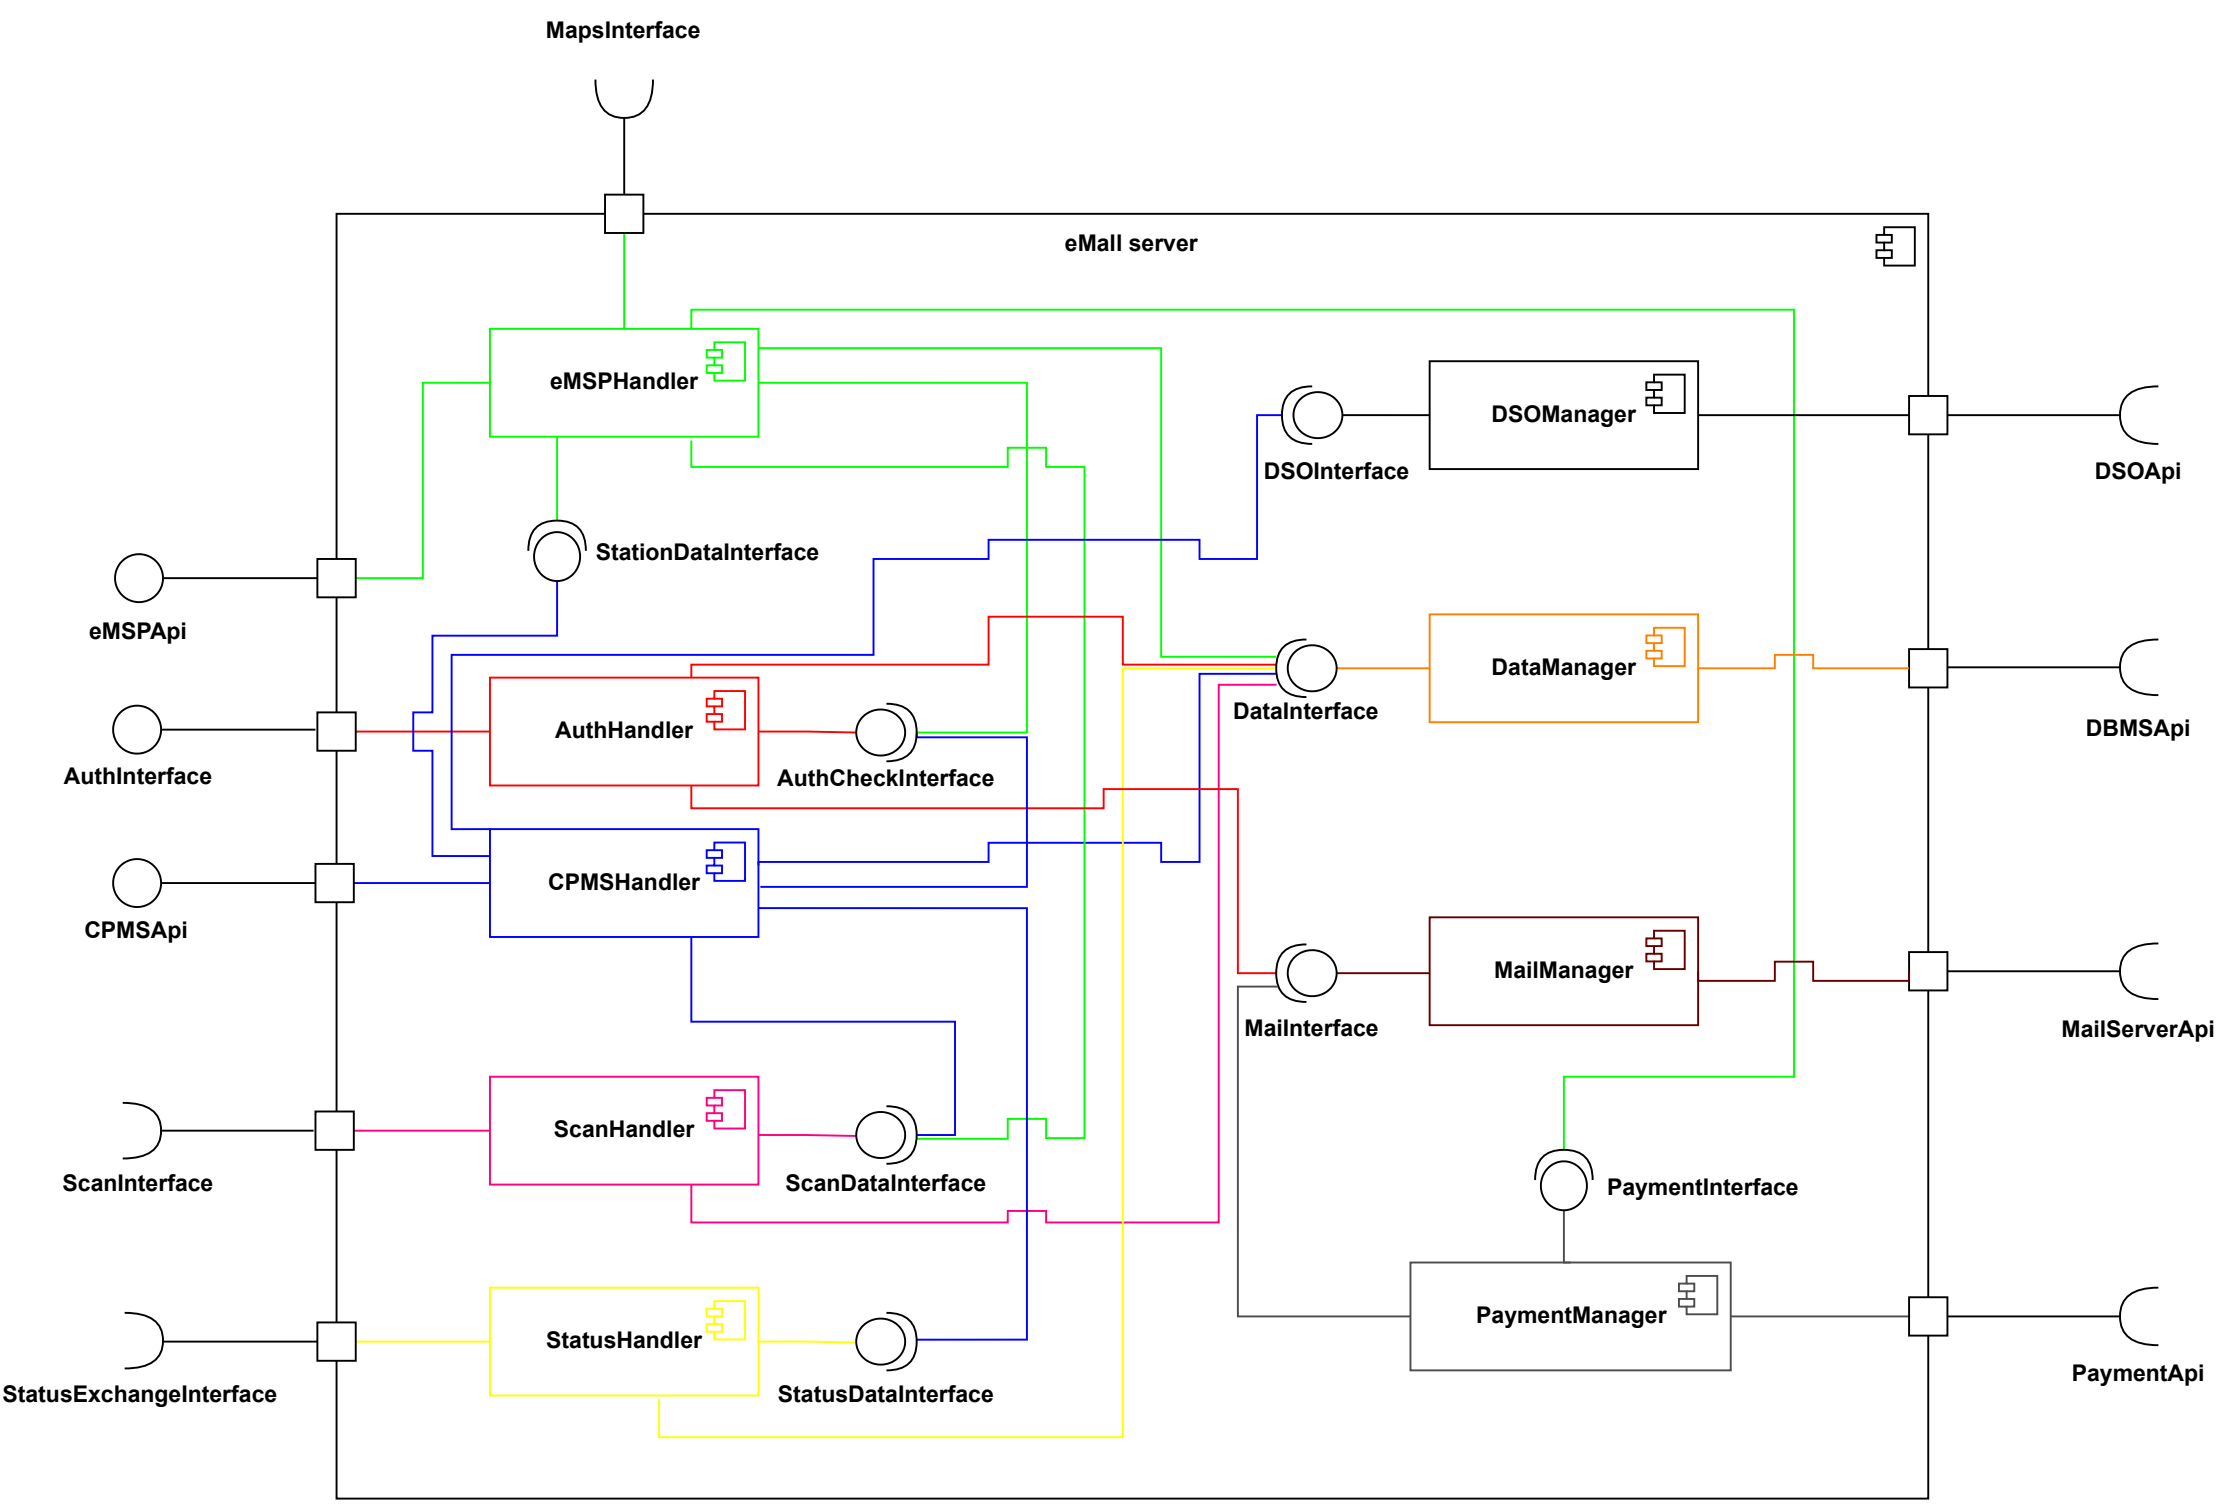 MapsInterface
eMall server
eMSPHandler
DSOManager
DSOInterface
DSOApi
StationDataInterface
eMSPApi
DataManager
DataInterface
DBMSApi
AuthHandler
AuthInterface
AuthCheckInterface
CPMSHandler
CPMSApi
MailManager
MaiInterface
MailServerApi
ScanHandler
ScanInterface
ScanDataInterface
PaymentInterface
PaymentManager
StatusHandler
StatusExchangeInterface
StatusDataInterface
PaymentApi